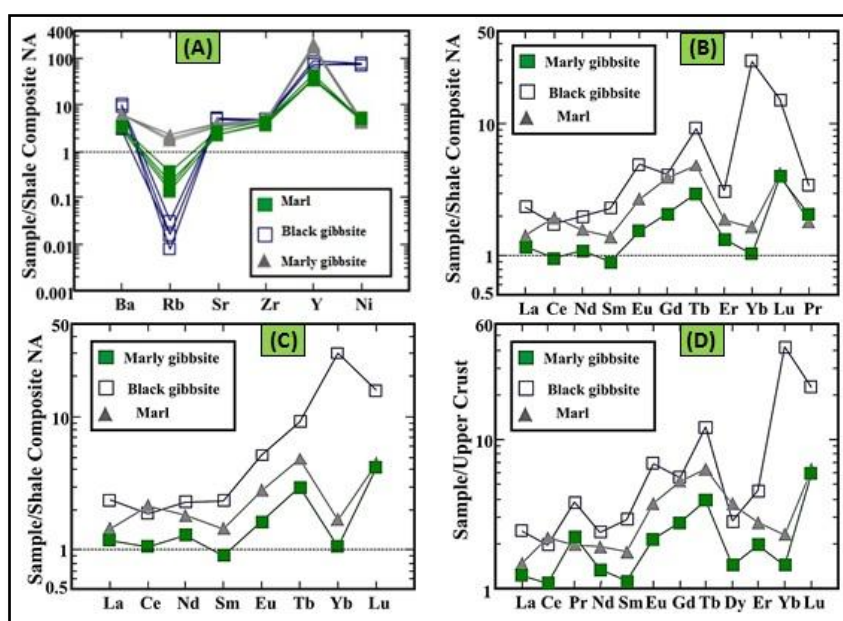 (A)
Sample/Shale Composite NA
400
100
10
1
0.1
0.01
0.001
Marl
Black gibbsite
Marly gibbsite
Ba Rb Sr Zr Y Ni
(B)
Sample/Shale Composite NA
50
10
1
0.5
Marly gibbsite
Black gibbsite
Marl
La Ce Nd Sm Eu Gd Tb Er Yb Lu Pr
(C)
Sample/Shale Composite NA
50
10
1
0.5
Marly gibbsite
Black gibbsite
Marl
La Ce Nd Sm Eu Tb Yb Lu
(D)
Sample/Upper Crust
60
10
1
Marly gibbsite
Black gibbsite
Marl
La Ce Pr Nd Sm Eu Gd Tb Dy Er Yb Lu